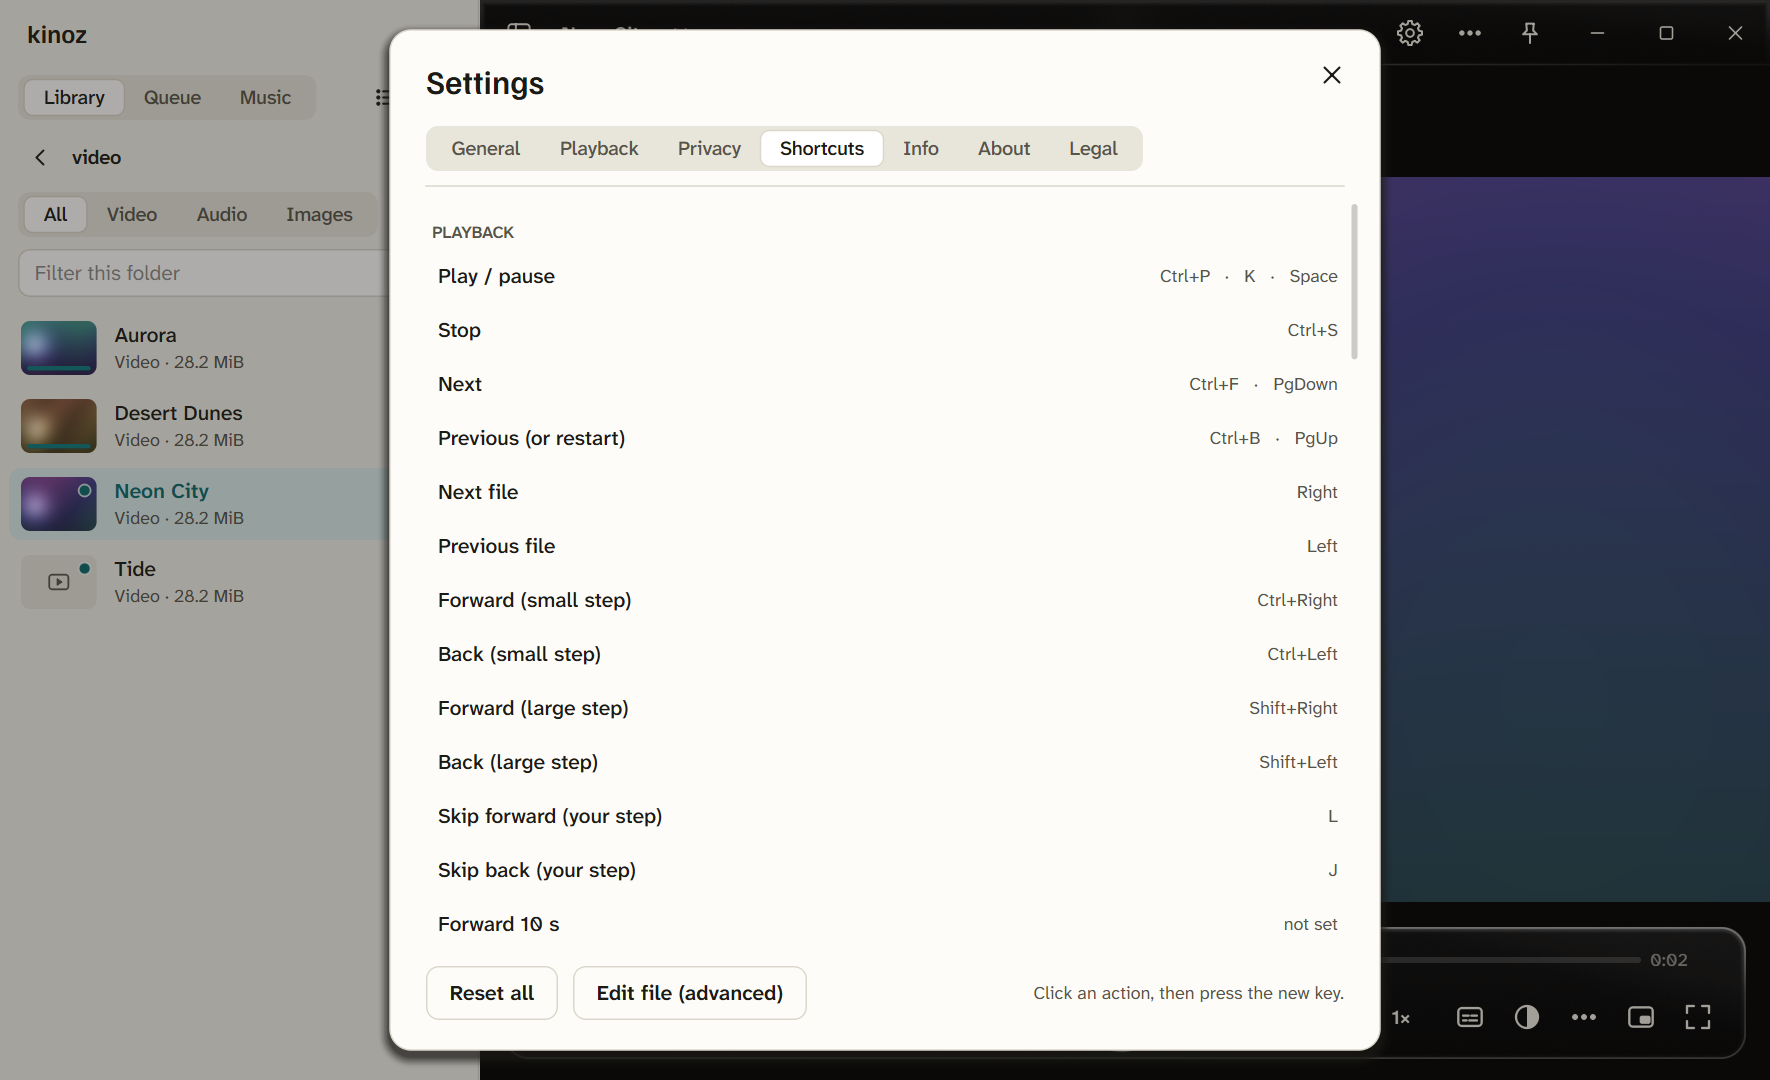 kinoz
Library Queue Music
video
All Video Audio Images
Filter this folder
Aurora
Video · 28.2 MiB
Desert Dunes
Video · 28.2 MiB
Neon City
Video · 28.2 MiB
Tide
Video · 28.2 MiB
Settings
General Playback Privacy Shortcuts Info About Legal
PLAYBACK
Play / pause Ctrl+P · K · Space
Stop Ctrl+S
Next Ctrl+F · PgDown
Previous (or restart) Ctrl+B · PgUp
Next file Right
Previous file Left
Forward (small step) Ctrl+Right
Back (small step) Ctrl+Left
Forward (large step) Shift+Right
Back (large step) Shift+Left
Skip forward (your step) L
Skip back (your step) J
Forward 10 s not set
Reset all Edit file (advanced) Click an action, then press the new key.
0:02
1×